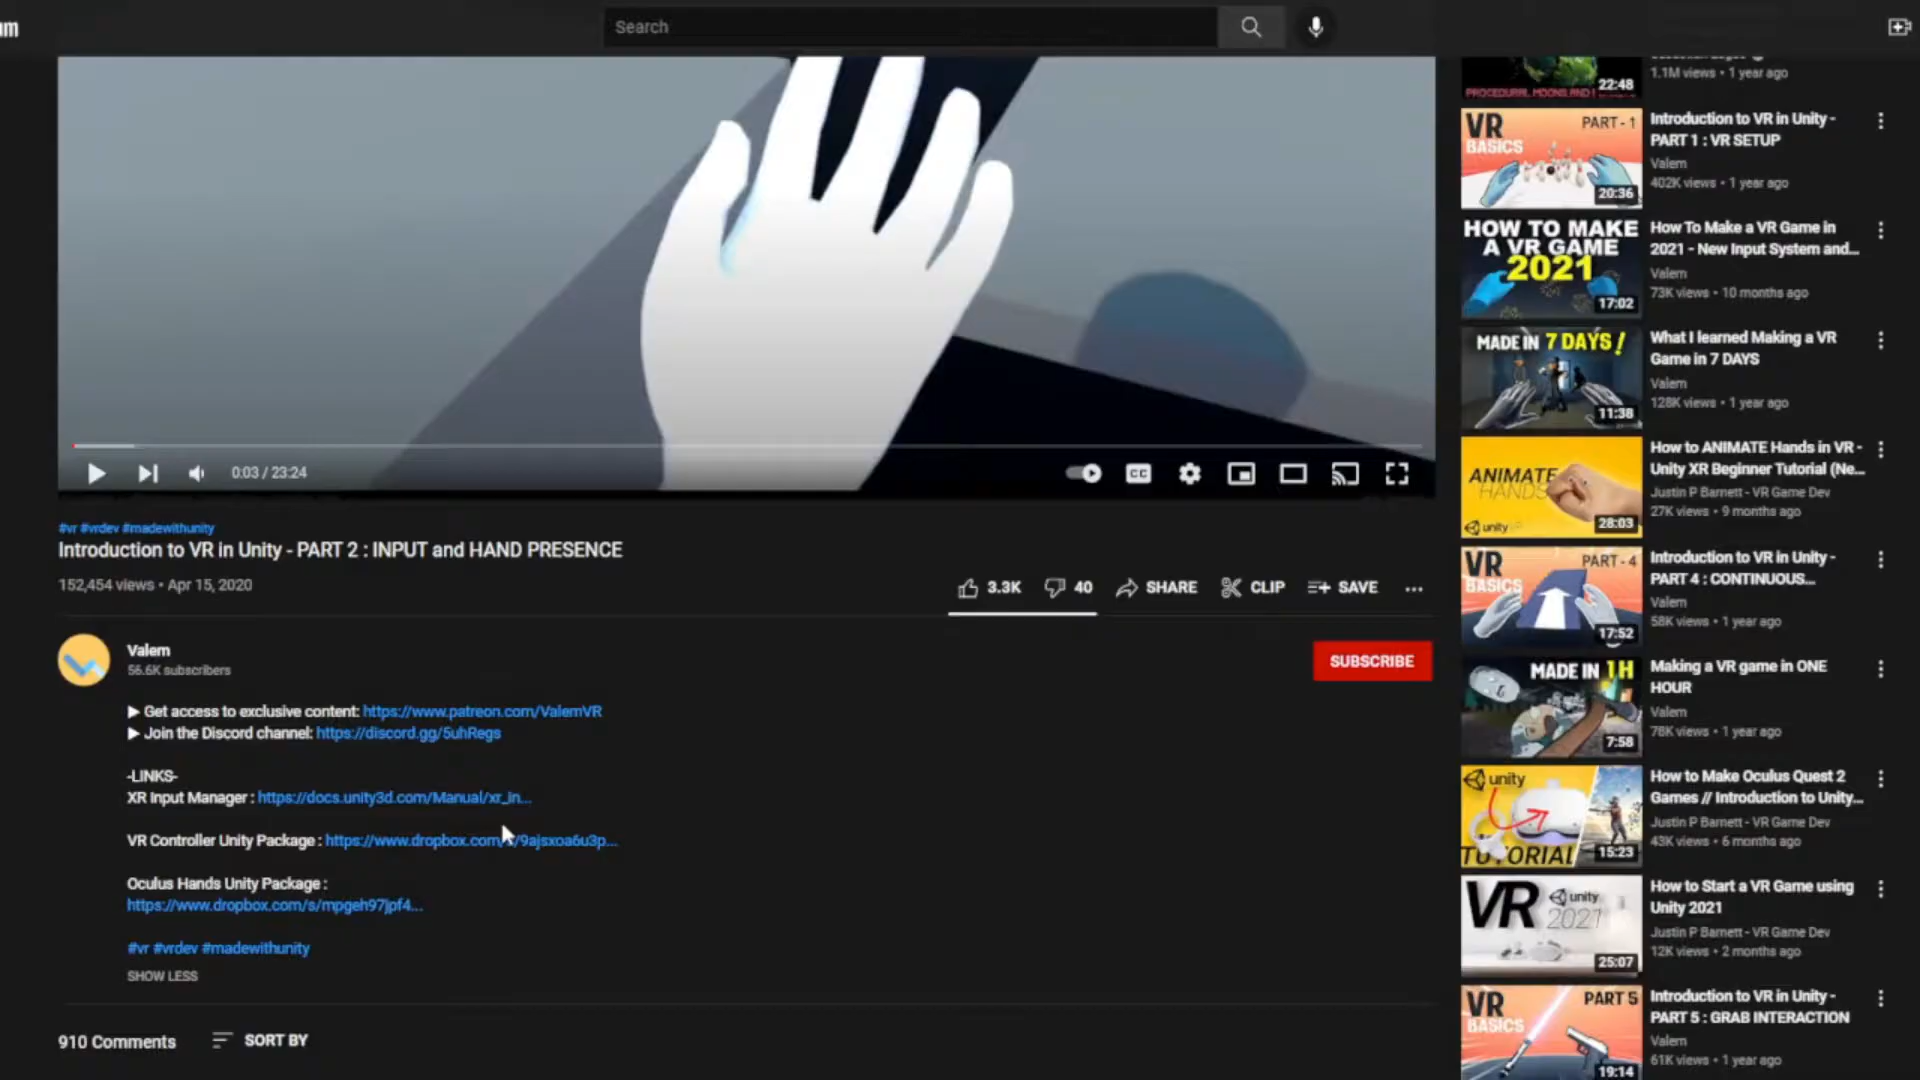 um
Search
0:03 / 23:24
CC
#vr #vrdev #madewithunity
Introduction to VR in Unity - PART 2 : INPUT and HAND PRESENCE
152,454 views • Apr 15, 2020
3.3K
40
SHARE
CLIP
SAVE
Valem
56.6K subscribers
SUBSCRIBE
▶ Get access to exclusive content: https://www.patreon.com/ValemVR
▶ Join the Discord channel: https://discord.gg/5uhRegs
-LINKS-
XR Input Manager : https://docs.unity3d.com/Manual/xr_in...
VR Controller Unity Package : https://www.dropbox.com/s/9ajsxoa6u3p...
Oculus Hands Unity Package :
https://www.dropbox.com/s/mpgeh97jpf4...
#vr #vrdev #madewithunity
SHOW LESS
910 Comments
SORT BY
PROCEDURAL MOONS AND
22:48
1.1M views • 1 year ago
VR
BASICS
PART - 1
20:36
Introduction to VR in Unity -
PART 1 : VR SETUP
Valem
402K views • 1 year ago
HOW TO MAKE
A VR GAME
2021
17:02
How To Make a VR Game in
2021 - New Input System and...
Valem
73K views • 10 months ago
MADE IN 7 DAYS !
11:38
What I learned Making a VR
Game in 7 DAYS
Valem
128K views • 1 year ago
ANIMATE
HANDS
unity
28:03
How to ANIMATE Hands in VR -
Unity XR Beginner Tutorial (Ne...
Justin P Barnett - VR Game Dev
27K views • 9 months ago
VR
BASICS
PART - 4
17:52
Introduction to VR in Unity -
PART 4 : CONTINUOUS...
Valem
58K views • 1 year ago
MADE IN 1H
7:58
Making a VR game in ONE
HOUR
Valem
78K views • 1 year ago
unity
TUTORIAL
15:23
How to Make Oculus Quest 2
Games // Introduction to Unity...
Justin P Barnett - VR Game Dev
43K views • 6 months ago
VR
unity
2021
25:07
How to Start a VR Game using
Unity 2021
Justin P Barnett - VR Game Dev
12K views • 2 months ago
VR
BASICS
PART 5
19:14
Introduction to VR in Unity -
PART 5 : GRAB INTERACTION
Valem
61K views • 1 year ago